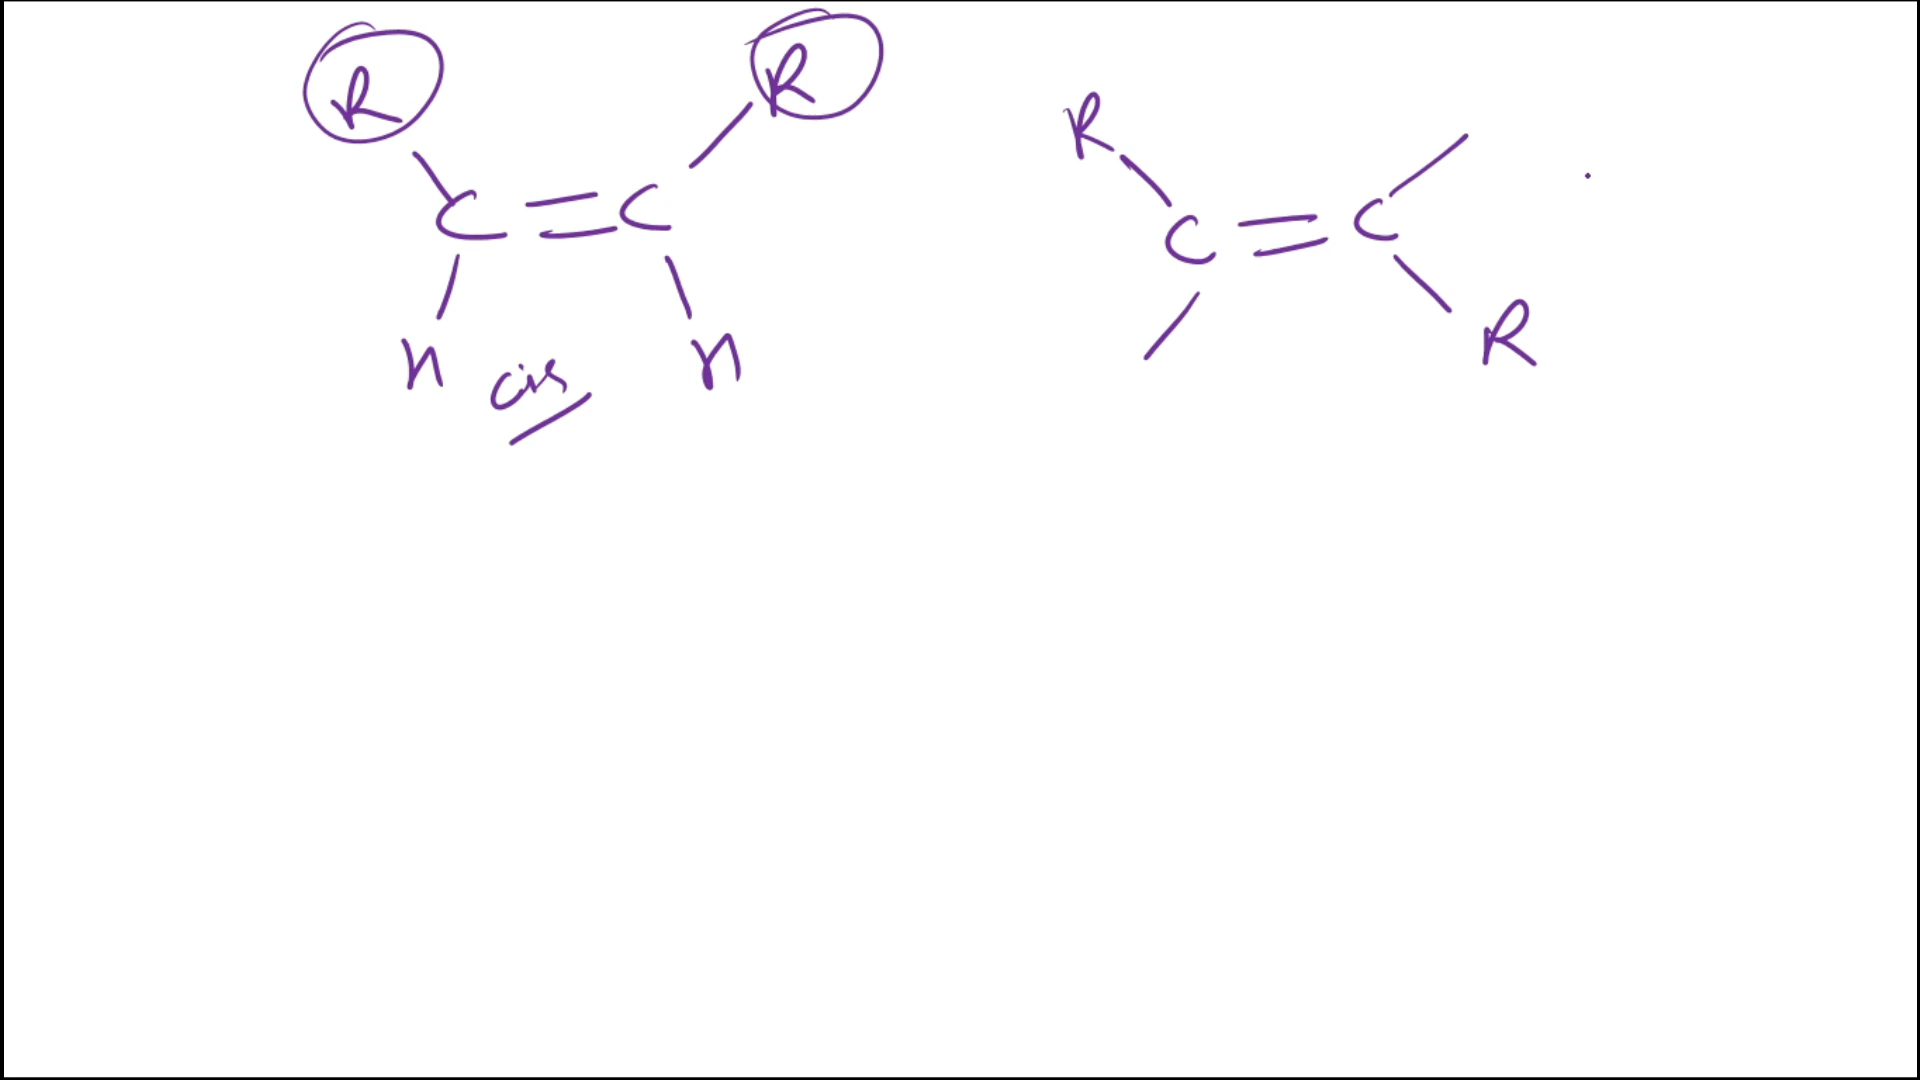 R R
C = C
H H
cis
R
C = C
R